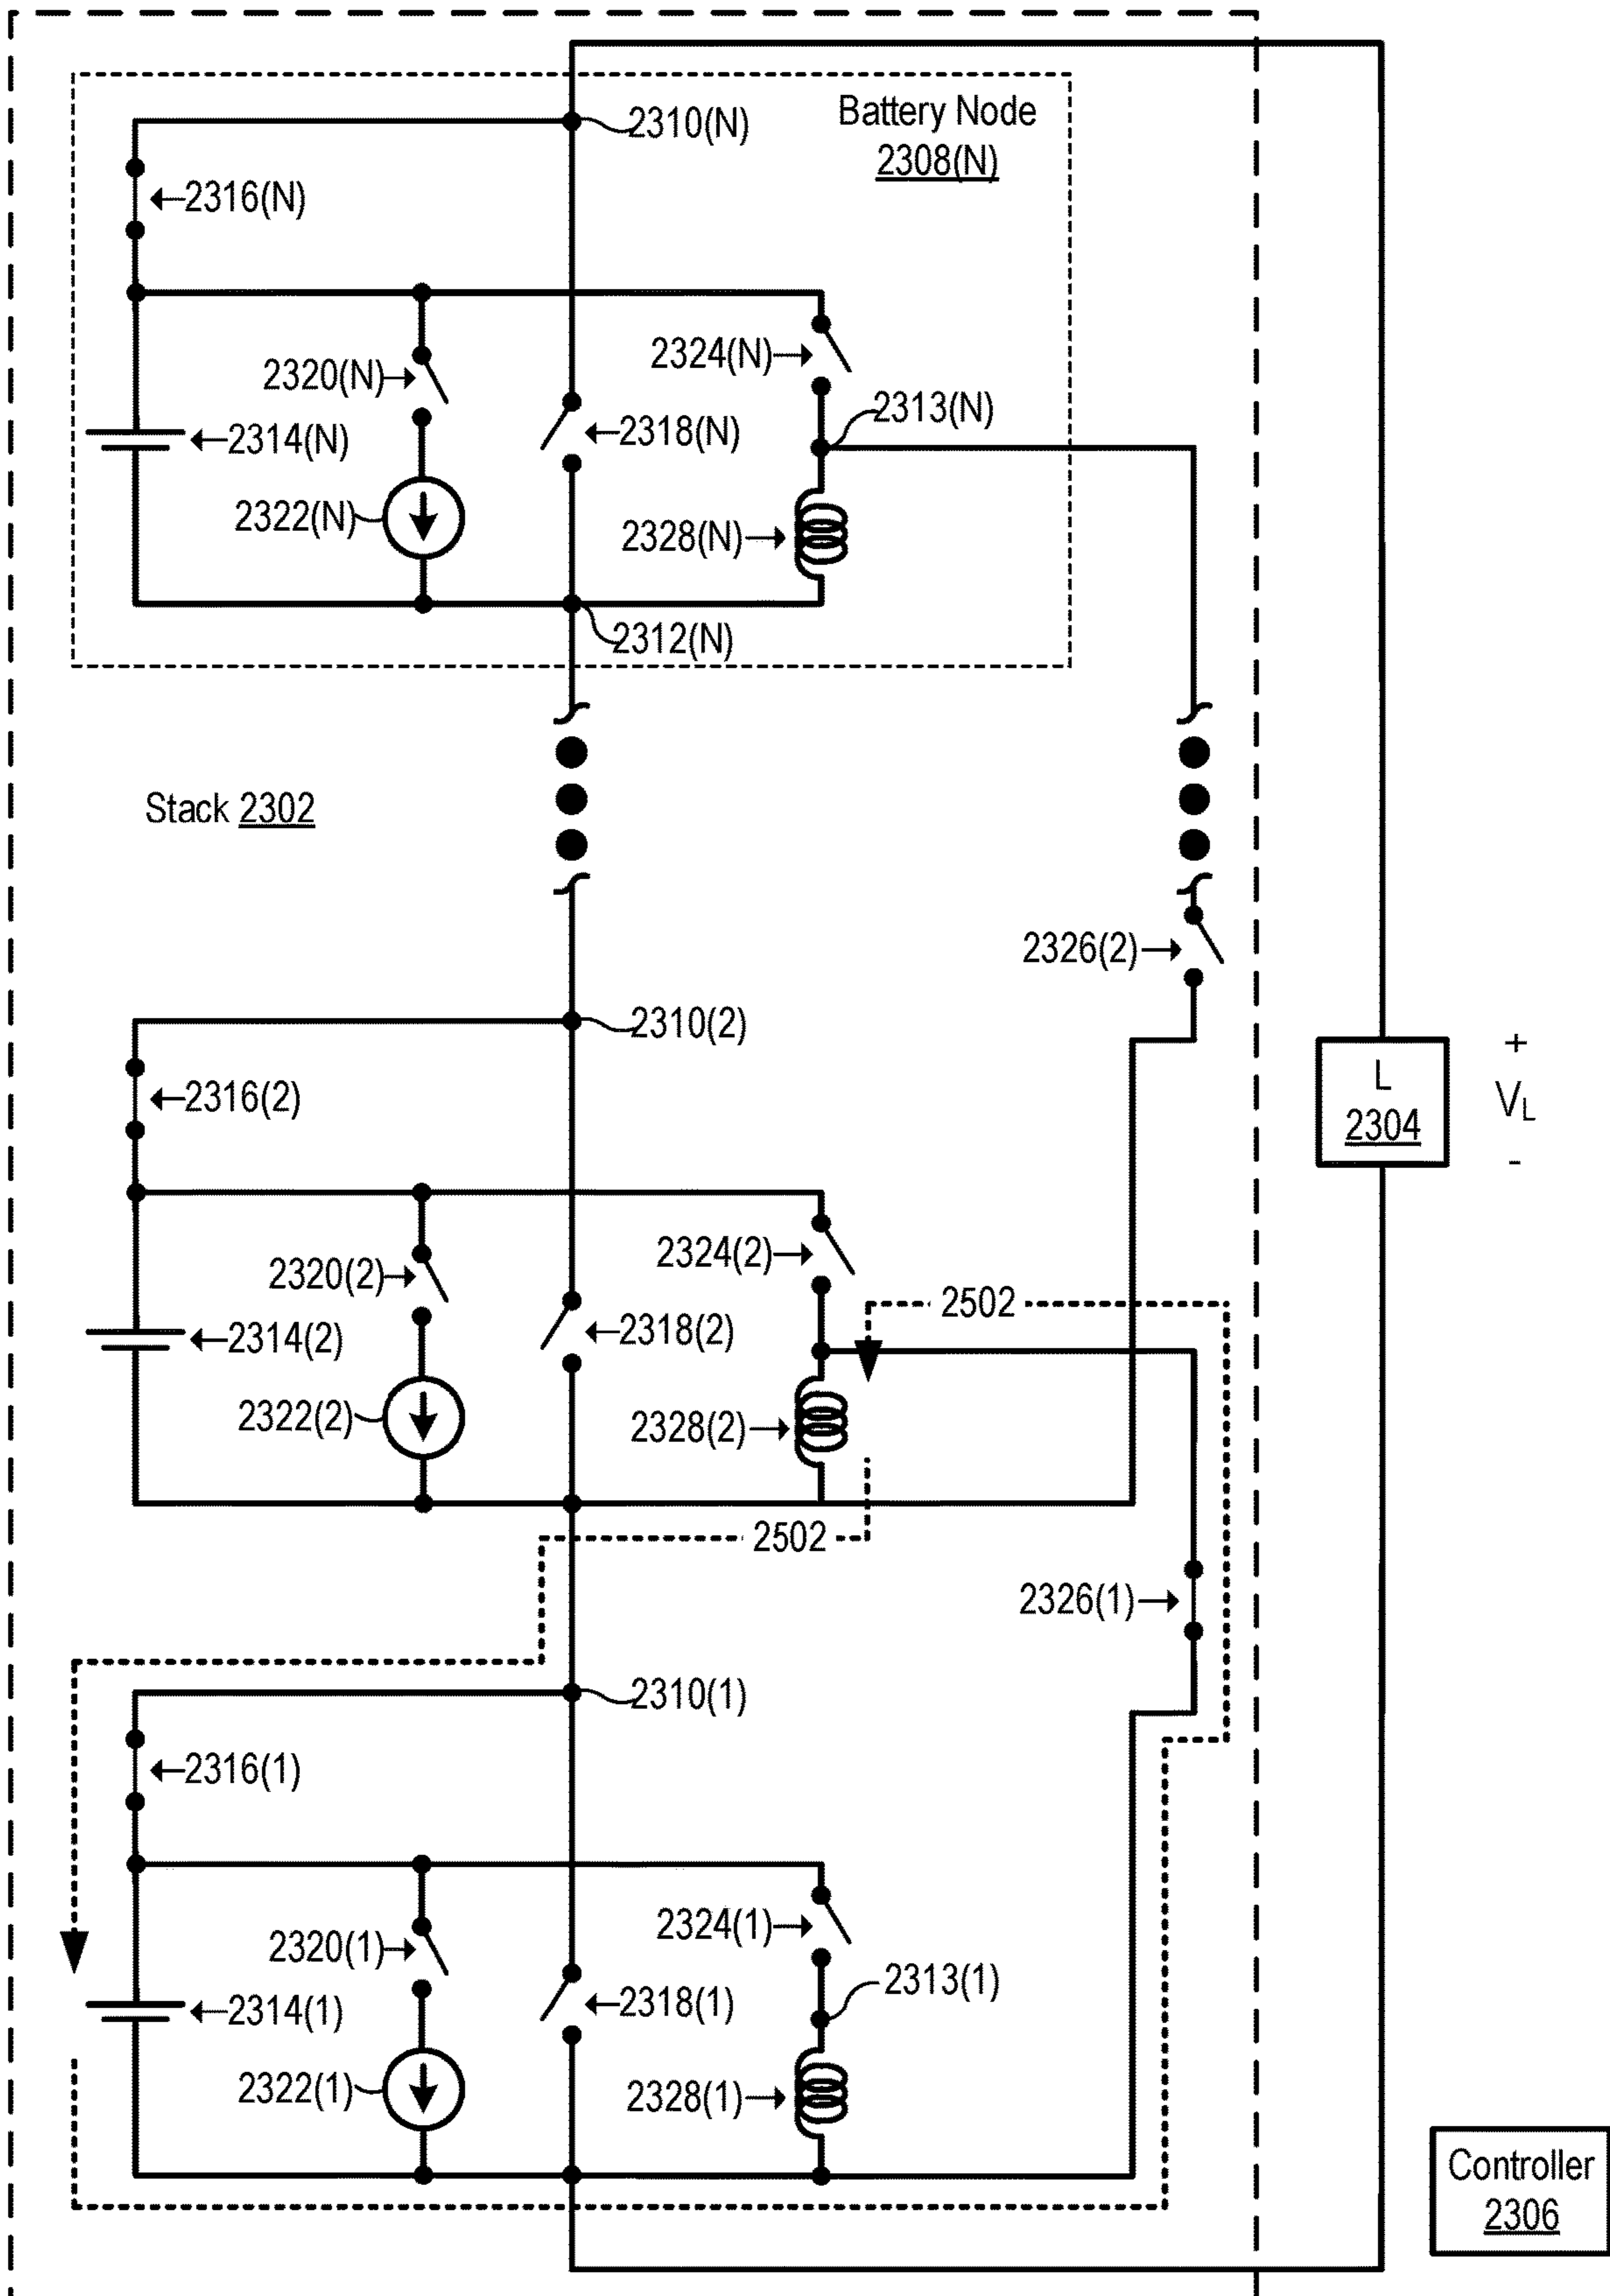 2310(N)
Battery Node
2308(N)
2316(N)
2320(N)
2324(N)
2313(N)
2314(N)
2318(N)
2322(N)
2328(N)
2312(N)
Stack 2302
2326(2)
2310(2)
2316(2)
L
2304
+
VL
-
2320(2)
2324(2)
2314(2)
2318(2)
2502
2322(2)
2328(2)
2502
2326(1)
2310(1)
2316(1)
2320(1)
2324(1)
2313(1)
2314(1)
2318(1)
2322(1)
2328(1)
Controller
2306